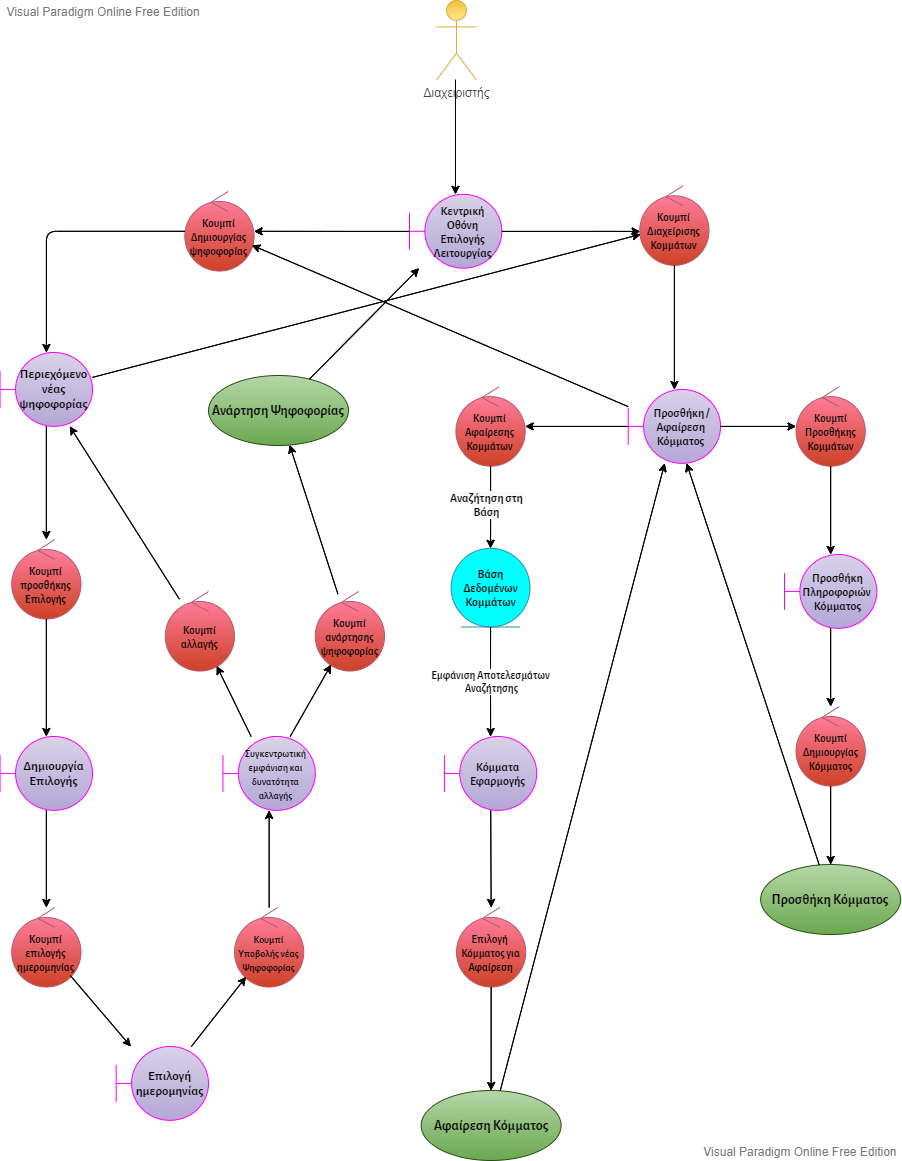 Visual Paradigm Online Free Edition
Διαχειριστής
Κεντρική
Οθόνη
Επιλογής
Λειτουργίας
Κουμπί
Δημιουργίας
ψηφοφορίας
Κουμπί
Διαχείρισης
Κομμάτων
Περιεχόμενο
νέας
ψηφοφορίας
Ανάρτηση Ψηφοφορίας
Κουμπί
Αφαίρεσης
Κομμάτων
Προσθήκη /
Αφαίρεση
Κόμματος
Κουμπί
Προσθήκης
Κομμάτων
Αναζήτηση στη
Βάση
Κουμπί
προσθήκης
Επιλογής
Βάση
Δεδομένων
Κομμάτων
Προσθήκη
Πληροφοριών
Κόμματος
Κουμπί
αλλαγής
Κουμπί
ανάρτησης
ψηφοφορίας
Εμφάνιση Αποτελεσμάτων
Αναζήτησης
Δημιουργία
Επιλογής
Συγκεντρωτική
εμφάνιση και
δυνατότητα
αλλαγής
Κόμματα
Εφαρμογής
Κουμπί
Δημιουργίας
Κόμματος
Προσθήκη Κόμματος
Κουμπί
επιλογής
ημερομηνίας
Κουμπί
Υποβολής νέας
Ψηφοφορίας
Επιλογή
Κόμματος για
Αφαίρεση
Επιλογή
ημερομηνίας
Αφαίρεση Κόμματος
Visual Paradigm Online Free Edition